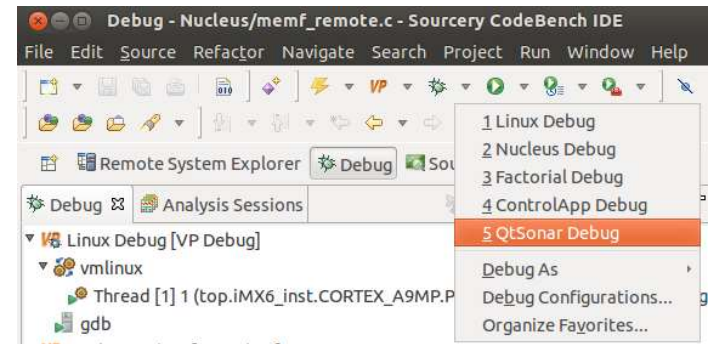 Debug - Nucleus/memf_remote.c - Sourcery CodeBench IDE
File Edit Source Refactor Navigate Search Project Run Window Help
010
VP
Remote System Explorer Debug Sou
1 Linux Debug
2 Nucleus Debug
3 Factorial Debug
4 ControlApp Debug
5 QtSonar Debug
Debug As
Debug Configurations...
Organize Favorites...
Debug Analysis Sessions
Linux Debug [VP Debug]
vmlinux
Thread [1] 1 (top.iMX6_inst.CORTEX_A9MP.P
gdb